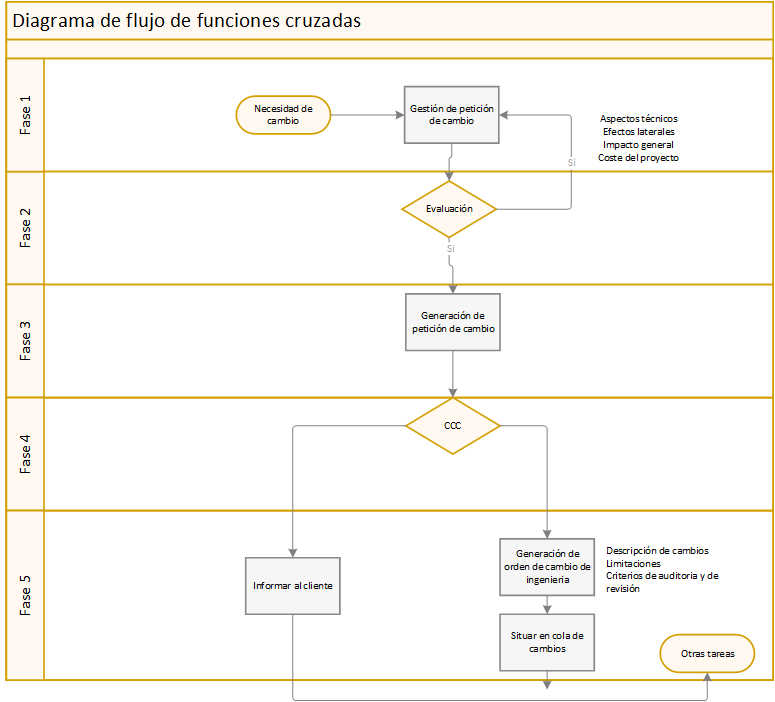 Diagrama de flujo de funciones cruzadas
Fase 1
Necesidad de
cambio
Gestión de petición
de cambio
Aspectos técnicos
Efectos laterales
Impacto general
Coste del proyecto
Si
Fase 2
Evaluación
Si
Fase 3
Generación de
petición de cambio
Fase 4
CCC
Fase 5
Informar al cliente
Generación de
orden de cambio de
ingenieria
Descripción de cambios
Limitaciones
Criterios de auditoria y de
revisión
Situar en cola de
cambios
Otras tareas